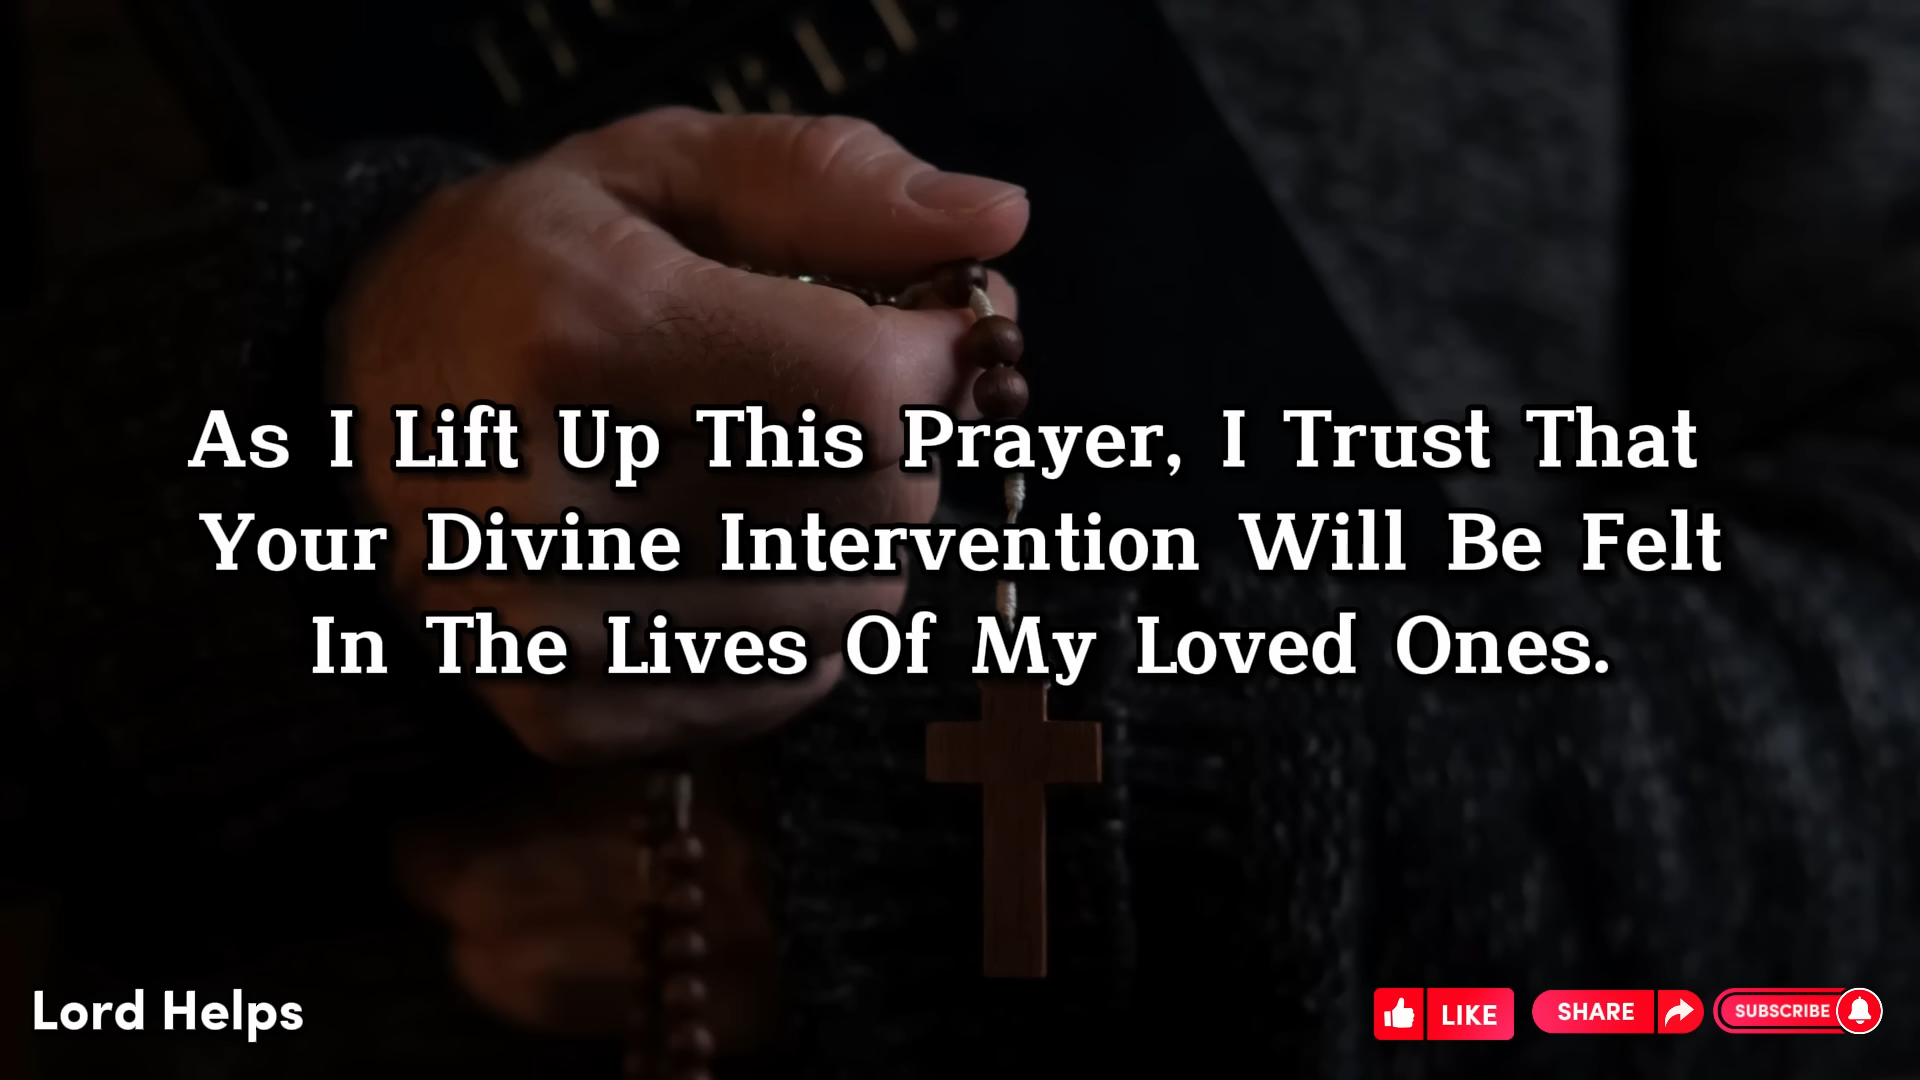 As I Lift Up This Prayer, I Trust That
Your Divine Intervention Will Be Felt
In The Lives Of My Loved Ones.
Lord Helps
LIKE
SHARE
SUBSCRIBE